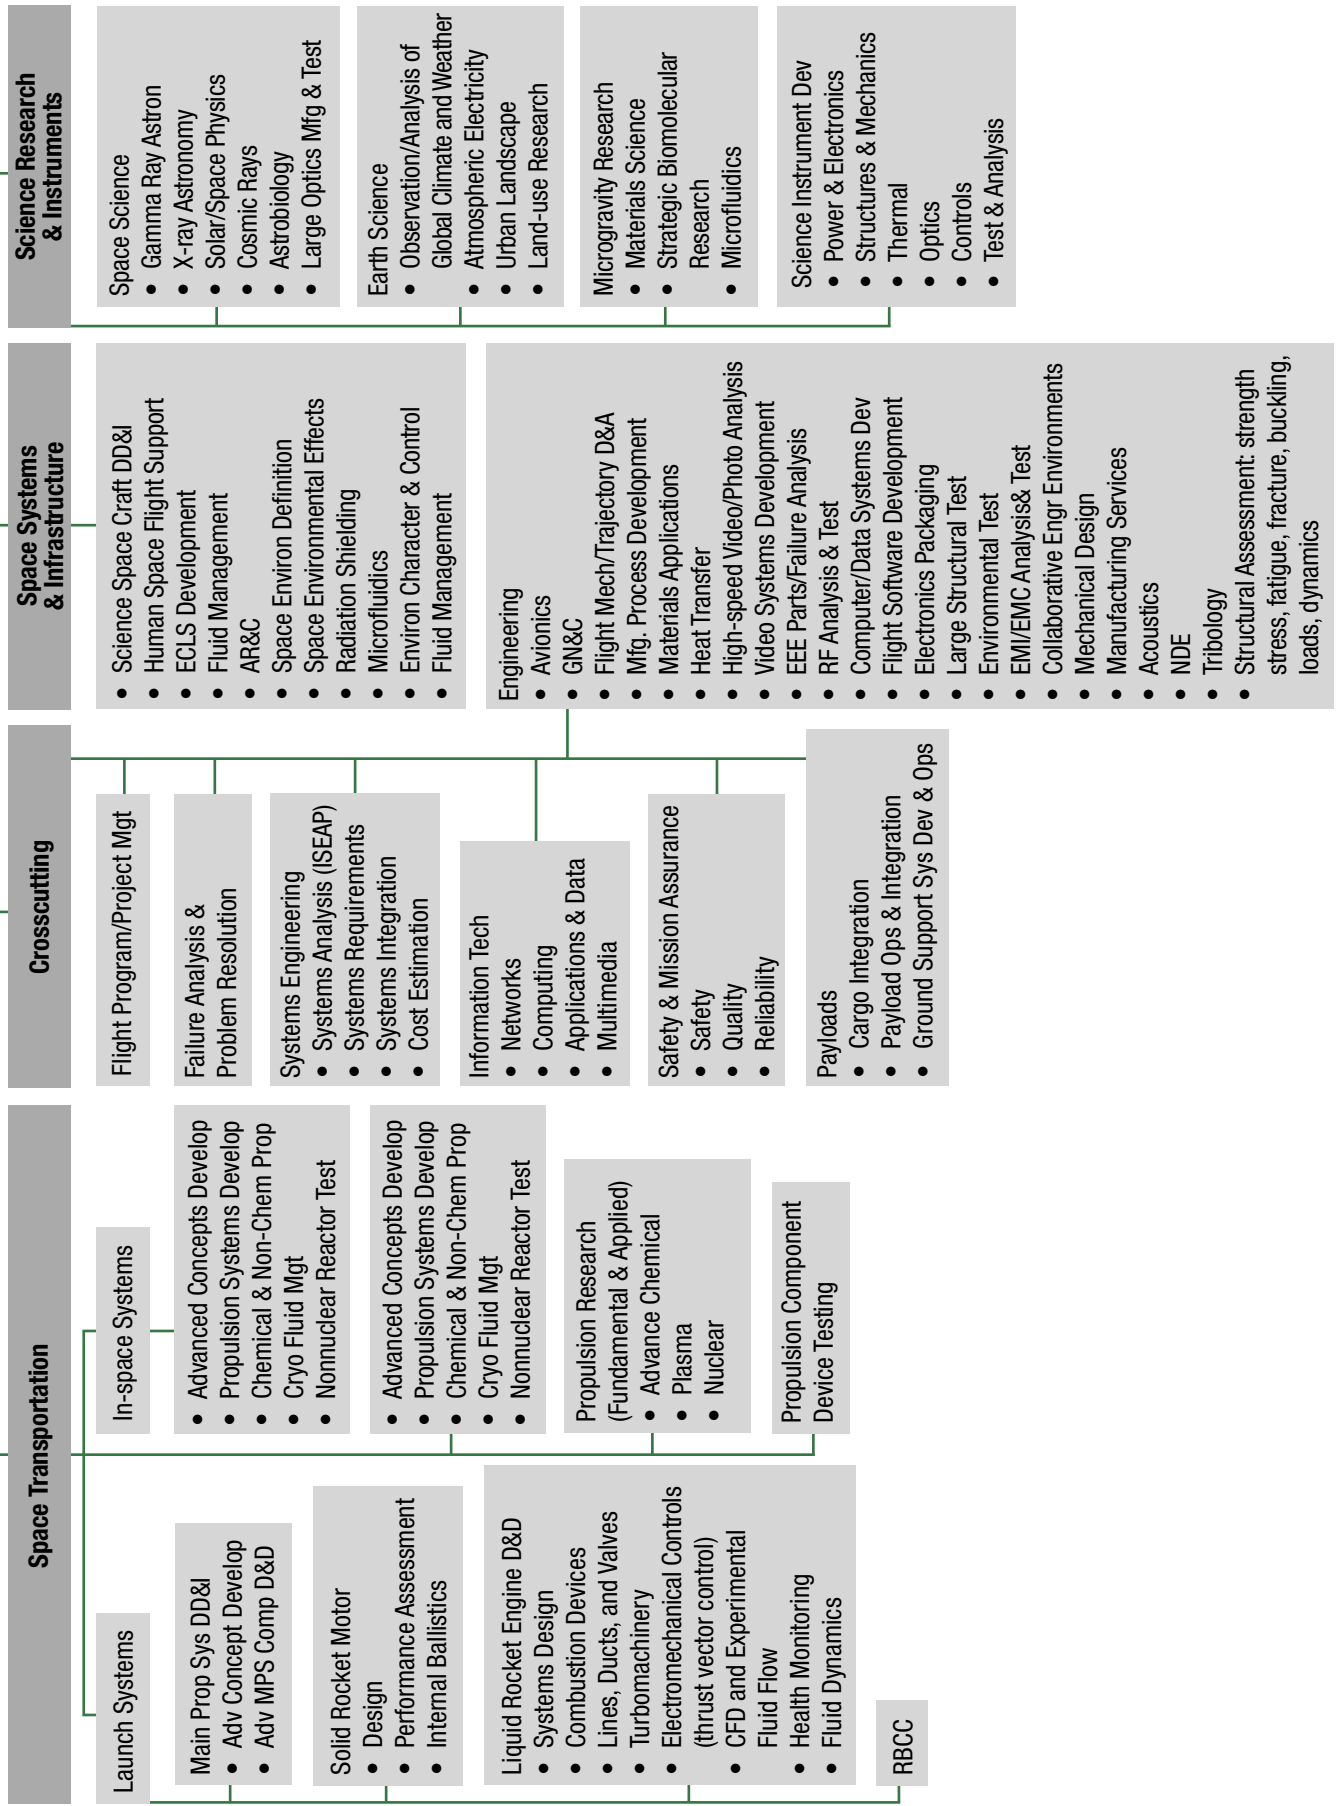 Space Transportation
Launch Systems
Main Prop Sys DD&I
• Adv Concept Develop
• Adv MPS Comp D&D
Solid Rocket Motor
• Design
• Performance Assessment
• Internal Ballistics
Liquid Rocket Engine D&D
• Systems Design
• Combustion Devices
• Lines, Ducts, and Valves
• Turbomachinery
• Electromechanical Controls
(thrust vector control)
• CFD and Experimental
Fluid Flow
• Health Monitoring
• Fluid Dynamics
RBCC
In-space Systems
• Advanced Concepts Develop
• Propulsion Systems Develop
• Chemical & Non-Chem Prop
• Cryo Fluid Mgt
• Nonnuclear Reactor Test
• Advanced Concepts Develop
• Propulsion Systems Develop
• Chemical & Non-Chem Prop
• Cryo Fluid Mgt
• Nonnuclear Reactor Test
Propulsion Research
(Fundamental & Applied)
• Advance Chemical
• Plasma
• Nuclear
Propulsion Component
Device Testing
Crosscutting
Flight Program/Project Mgt
Failure Analysis &
Problem Resolution
Systems Engineering
• Systems Analysis (ISEAP)
• Systems Requirements
• Systems Integration
• Cost Estimation
Information Tech
• Networks
• Computing
• Applications & Data
• Multimedia
Safety & Mission Assurance
• Safety
• Quality
• Reliability
Payloads
• Cargo Integration
• Payload Ops & Integration
• Ground Support Sys Dev & Ops
Space Systems
& Infrastructure
• Science Space Craft DD&I
• Human Space Flight Support
• ECLS Development
• Fluid Management
• AR&C
• Space Environ Definition
• Space Environmental Effects
• Radiation Shielding
• Microfluidics
• Environ Character & Control
• Fluid Management
Engineering
• Avionics
• GN&C
• Flight Mech/Trajectory D&A
• Mfg. Process Development
• Materials Applications
• Heat Transfer
• High-speed Video/Photo Analysis
• Video Systems Development
• EEE Parts/Failure Analysis
• RF Analysis & Test
• Computer/Data Systems Dev
• Flight Software Development
• Electronics Packaging
• Large Structural Test
• Environmental Test
• EMI/EMC Analysis& Test
• Collaborative Engr Environments
• Mechanical Design
• Manufacturing Services
• Acoustics
• NDE
• Tribology
• Structural Assessment: strength
stress, fatigue, fracture, buckling,
loads, dynamics
Science Research
& Instruments
Space Science
• Gamma Ray Astron
• X-ray Astronomy
• Solar/Space Physics
• Cosmic Rays
• Astrobiology
• Large Optics Mfg & Test
Earth Science
• Observation/Analysis of
Global Climate and Weather
• Atmospheric Electricity
• Urban Landscape
• Land-use Research
Microgravity Research
• Materials Science
• Strategic Biomolecular
Research
• Microfluidics
Science Instrument Dev
• Power & Electronics
• Structures & Mechanics
• Thermal
• Optics
• Controls
• Test & Analysis